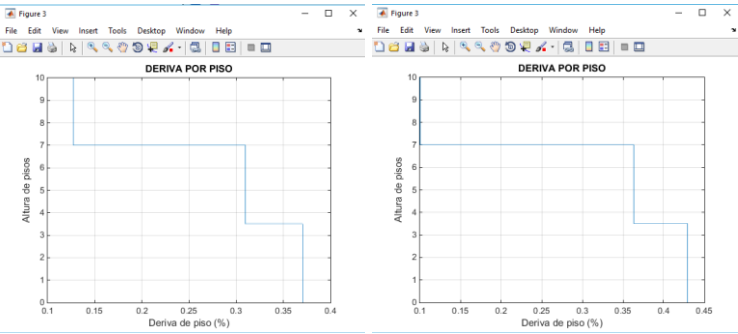 Figure 3
File Edit View Insert Tools Desktop Window Help
DERIVA POR PISO
Altura de pisos
10
9
8
7
6
5
4
3
2
1
0
0.1 0.15 0.2 0.25 0.3 0.35 0.4
Deriva de piso (%)
Figure 3
File Edit View Insert Tools Desktop Window Help
DERIVA POR PISO
Altura de pisos
10
9
8
7
6
5
4
3
2
1
0
0.1 0.15 0.2 0.25 0.3 0.35 0.4 0.45
Deriva de piso (%)